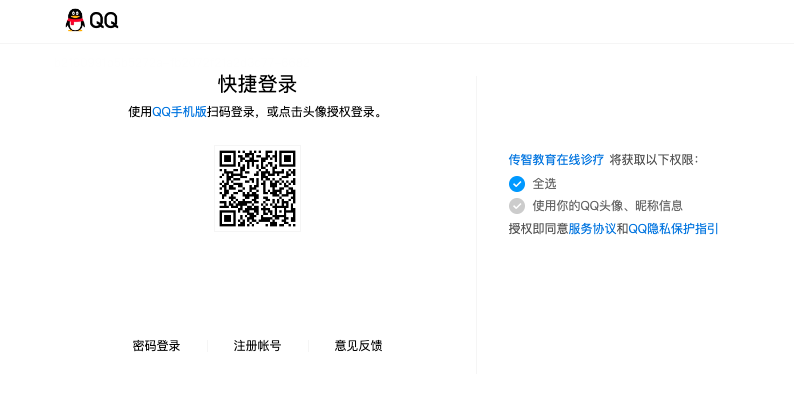 QQ
快捷登录
使用QQ手机版扫码登录，或点击头像授权登录。
密码登录
注册帐号
意见反馈
传智教育在线诊疗 将获取以下权限：
全选
使用你的QQ头像、昵称信息
授权即同意服务协议和QQ隐私保护指引